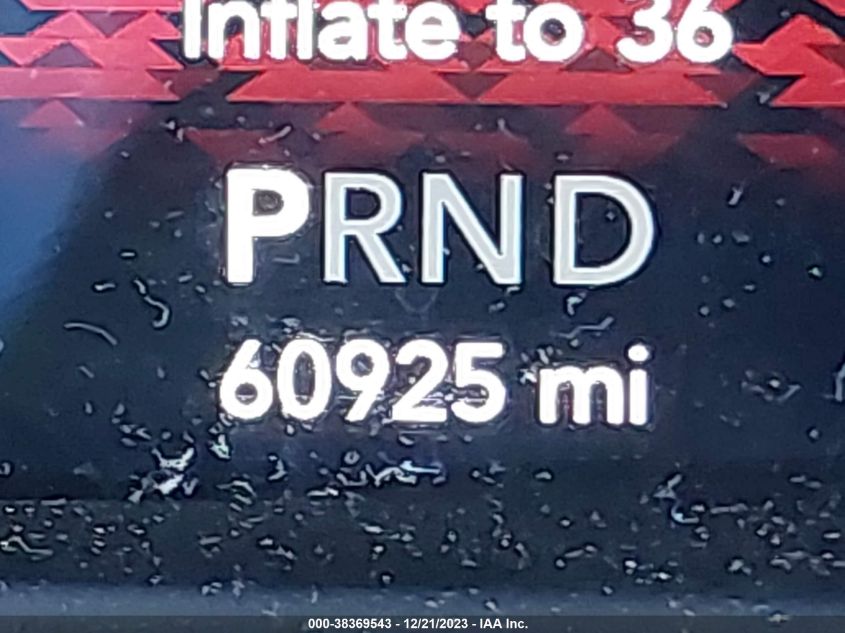 Inflate to 36
PRND
60925 mi
000-38369543 - 12/21/2023 - IAA Inc.